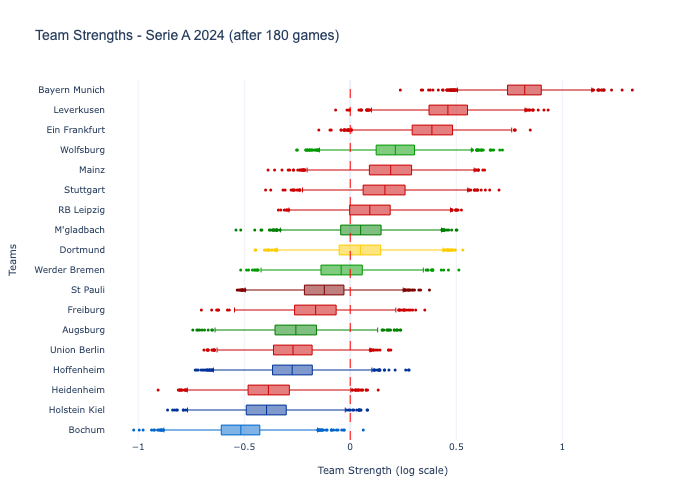 Team Strengths - Serie A 2024 (after 180 games)
Bayern Munich
Leverkusen
Ein Frankfurt
Wolfsburg
Mainz
Stuttgart
RB Leipzig
M'gladbach
Dortmund
Werder Bremen
St Pauli
Freiburg
Augsburg
Union Berlin
Hoffenheim
Heidenheim
Holstein Kiel
Bochum
Teams
−1 −0.5 0 0.5 1
Team Strength (log scale)